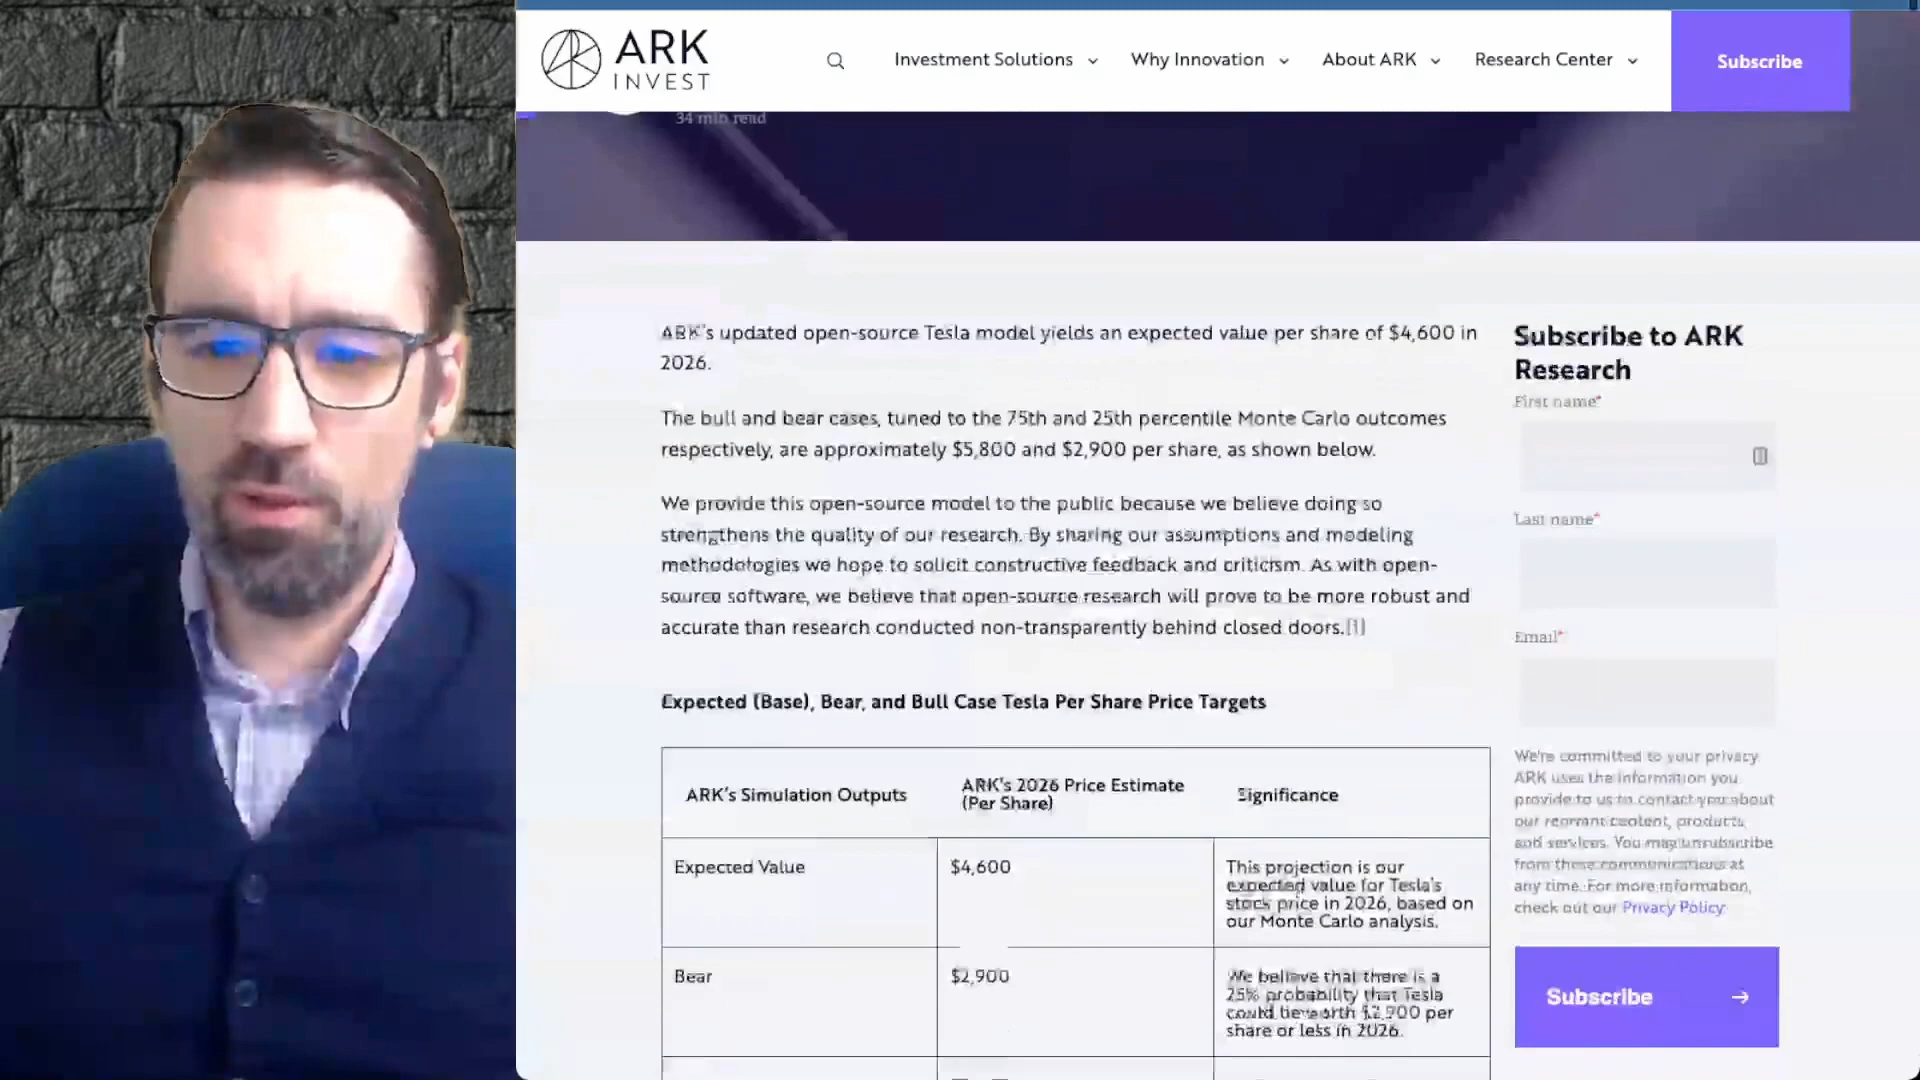 ARK
INVEST
Investment Solutions
Why Innovation
About ARK
Research Center
Subscribe
34 min read
ARK's updated open-source Tesla model yields an expected value per share of $4,600 in
2026.
The bull and bear cases, tuned to the 75th and 25th percentile Monte Carlo outcomes
respectively, are approximately $5,800 and $2,900 per share, as shown below.
We provide this open-source model to the public because we believe doing so
strengthens the quality of our research. By sharing our assumptions and modeling
methodologies we hope to solicit constructive feedback and criticism. As with open-
source software, we believe that open-source research will prove to be more robust and
accurate than research conducted non-transparently behind closed doors.[1]
Expected (Base), Bear, and Bull Case Tesla Per Share Price Targets
ARK's Simulation Outputs
ARK's 2026 Price Estimate
(Per Share)
Significance
Expected Value
$4,600
This projection is our
expected value for Tesla's
stock price in 2026, based on
our Monte Carlo analysis.
Bear
$2,900
We believe that there is a
25% probability that Tesla
could be worth $2,900 per
share or less in 2026.
Subscribe to ARK
Research
First name*
Last name*
Email*
We're committed to your privacy.
ARK uses the information you
provide to us to contact you about
our relevant content, products,
and services. You may unsubscribe
from these communications at
any time. For more information,
check out our Privacy Policy
Subscribe